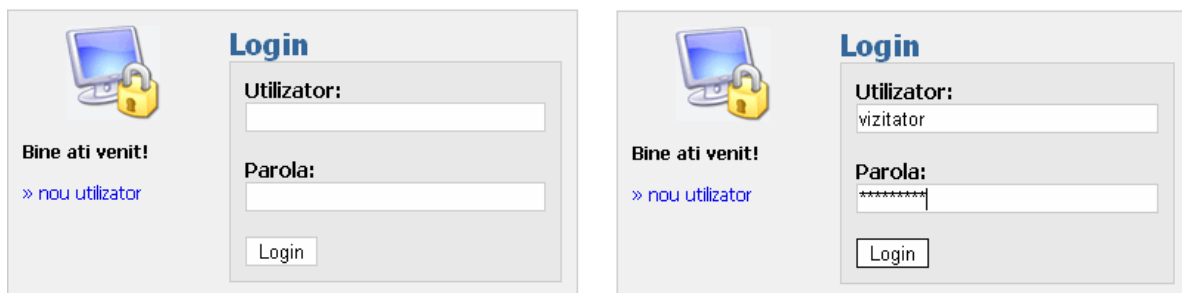 Login
Utilizator:
Bine ati venit!
Parola:
» nou utilizator
Login
Login
Utilizator:
vizitator
Bine ati venit!
Parola:
*********
» nou utilizator
Login